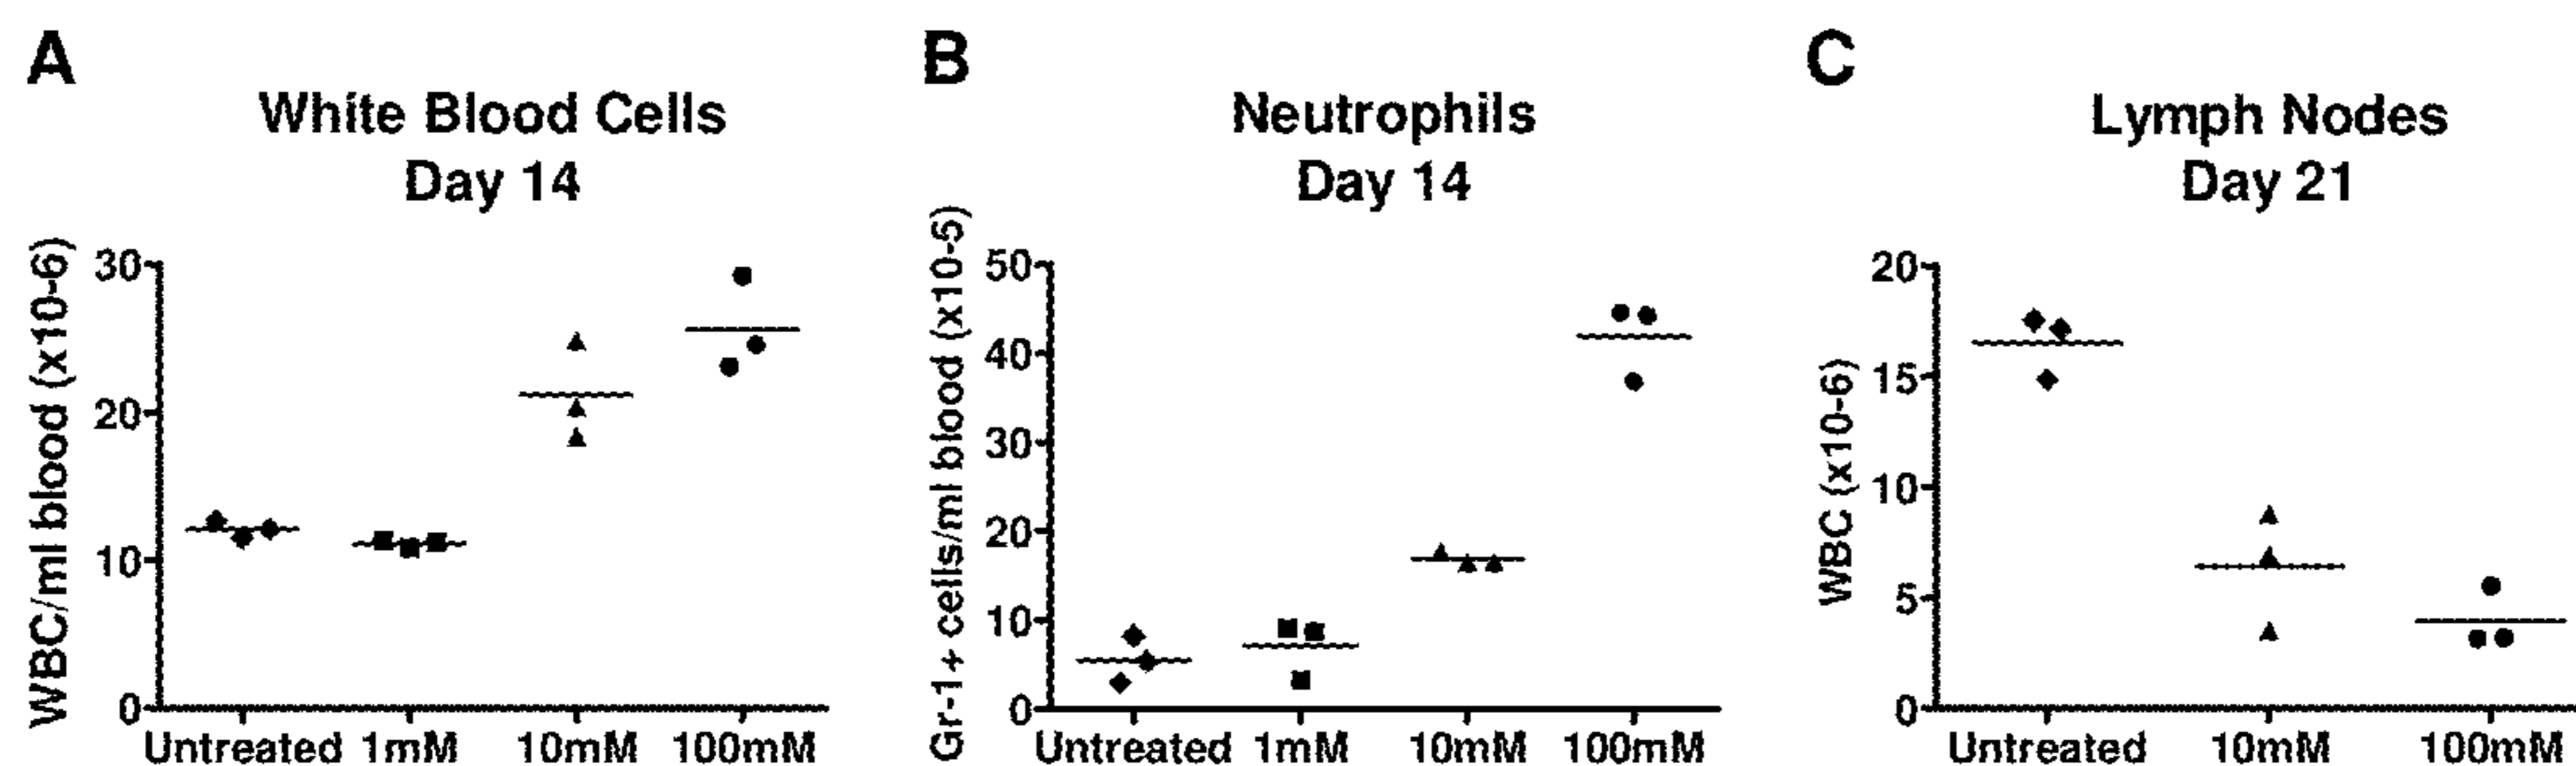 A
White Blood Cells
Day 14
WBC/ml blood (x10-6)
30
20
10
0
Untreated 1mM 10mM 100mM
B
Neutrophils
Day 14
Gr-1+ cells/ml blood (x10-5)
50
40
30
20
10
0
Untreated 1mM 10mM 100mM
C
Lymph Nodes
Day 21
WBC (x10-6)
20
15
10
5
0
Untreated 10mM 100mM